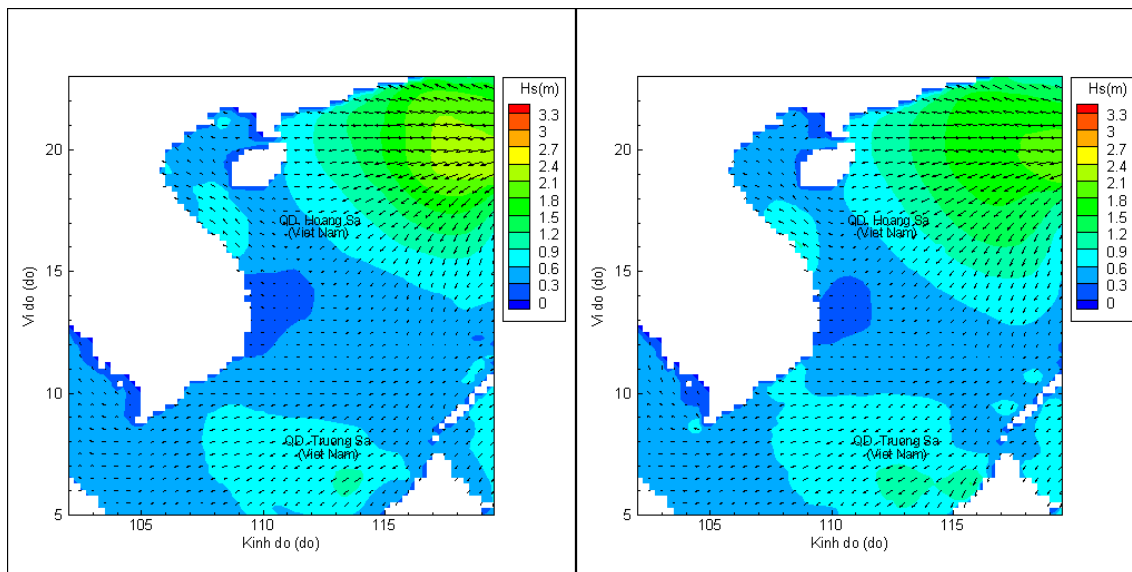 Hs(m)
3.3
3
2.7
2.4
2.1
1.8
1.5
1.2
0.9
0.6
0.3
0
20
15
10
5
Vi do (do)
QD. Hoang Sa
(Viet Nam)
QD. Truong Sa
(Viet Nam)
105
110
115
Kinh do (do)
Hs(m)
3.3
3
2.7
2.4
2.1
1.8
1.5
1.2
0.9
0.6
0.3
0
20
15
10
5
Vi do (do)
QD. Hoang Sa
(Viet Nam)
QD. Truong Sa
(Viet Nam)
105
110
115
Kinh do (do)